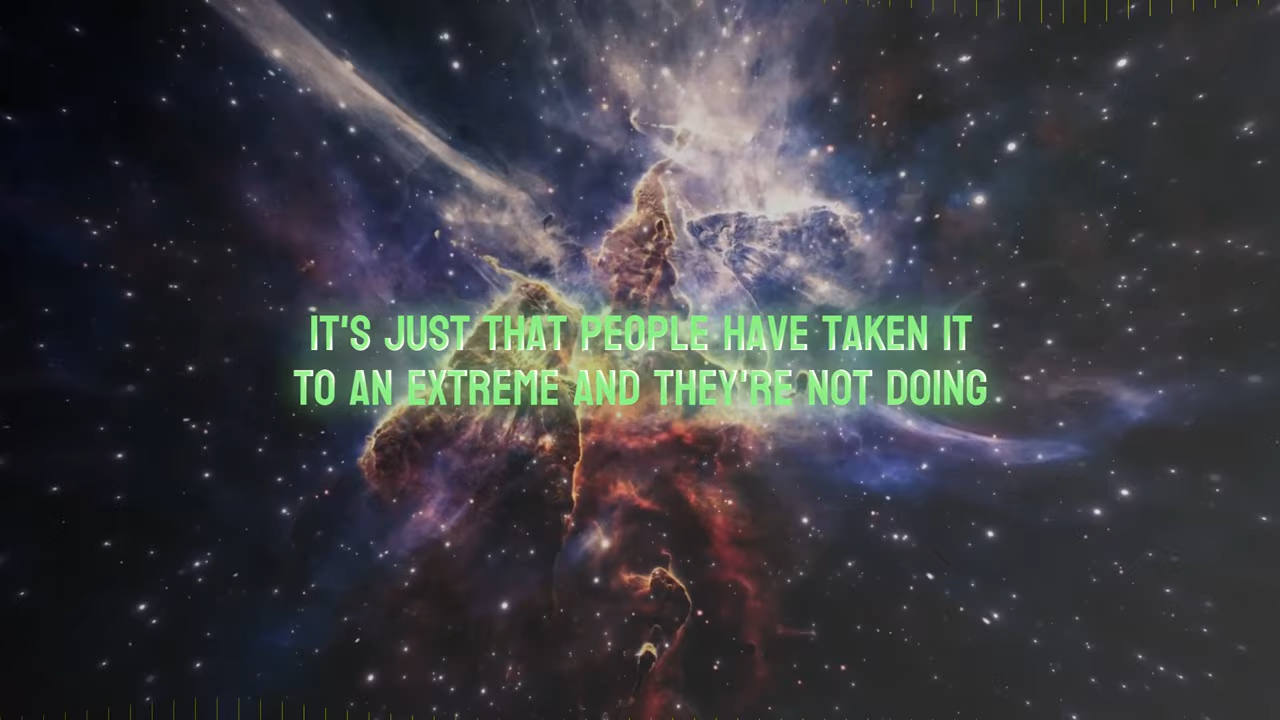 IT'S JUST THAT PEOPLE HAVE TAKEN IT
TO AN EXTREME AND THEY'RE NOT DOING